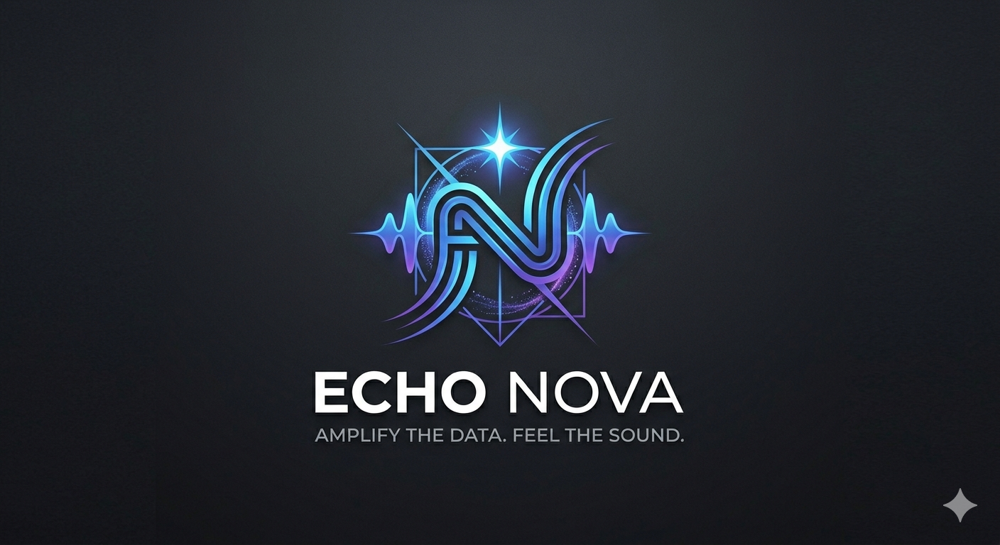 ECHO NOVA
AMPLIFY THE DATA. FEEL THE SOUND.